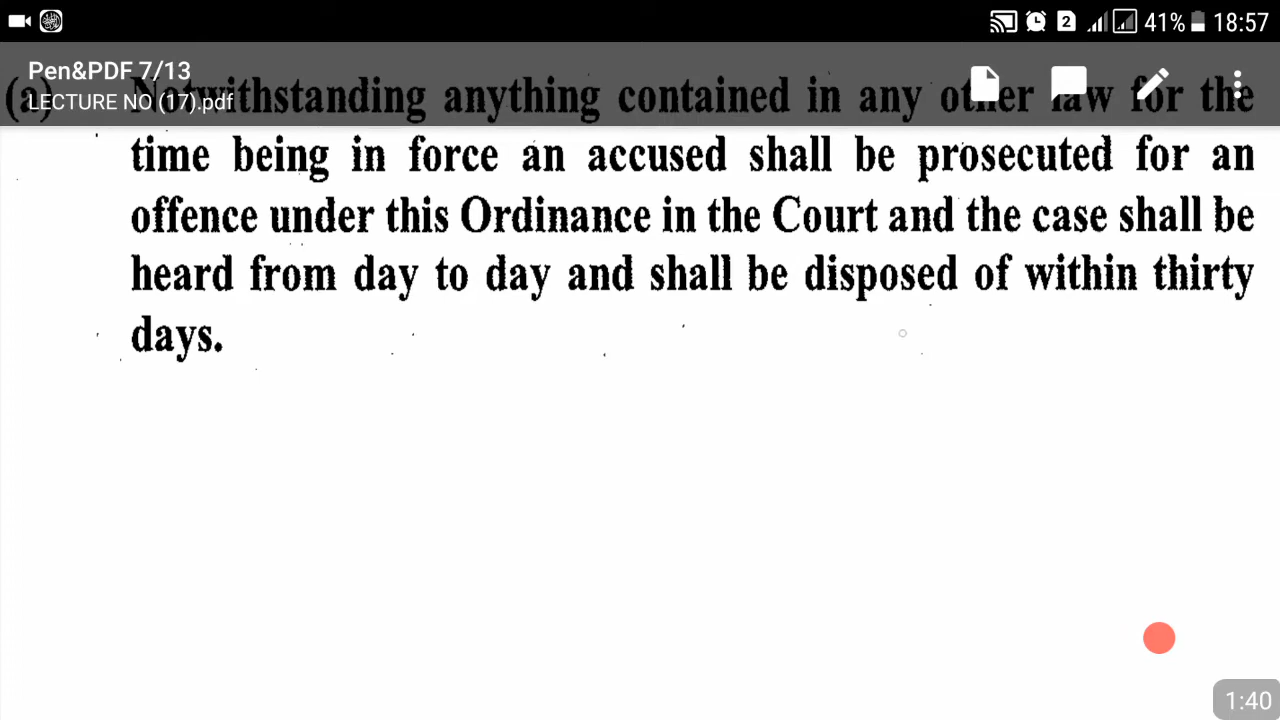 2 41% 18:57
Pen&PDF 7/13
(a) Notwithstanding anything contained in any other law for the
LECTURE NO (17).pdf
time being in force an accused shall be prosecuted for an
offence under this Ordinance in the Court and the case shall be
heard from day to day and shall be disposed of within thirty
days.
1:40